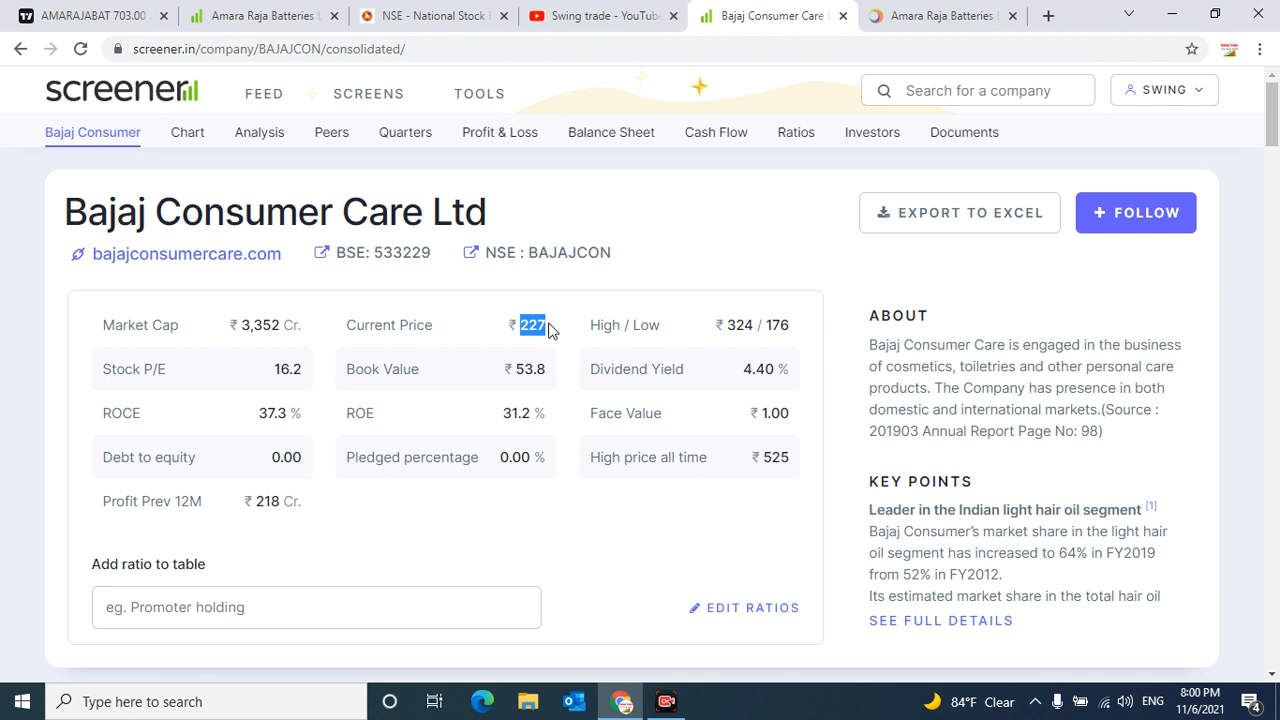 AMARAJABAT 703.00
Amara Raja Batteries L
NSE - National Stock E
Swing trade - YouTube
Bajaj Consumer Care L
Amara Raja Batteries L
screener.in/company/BAJAJCON/consolidated/
screener
FEED SCREENS TOOLS
Search for a company
SWING
Bajaj Consumer Chart Analysis Peers Quarters Profit & Loss Balance Sheet Cash Flow Ratios Investors Documents
Bajaj Consumer Care Ltd
EXPORT TO EXCEL
+ FOLLOW
bajajconsumercare.com BSE: 533229 NSE : BAJAJCON
Market Cap ₹ 3,352 Cr. Current Price ₹ 227 High / Low ₹ 324 / 176
Stock P/E 16.2 Book Value ₹ 53.8 Dividend Yield 4.40 %
ROCE 37.3 % ROE 31.2 % Face Value ₹ 1.00
Debt to equity 0.00 Pledged percentage 0.00 % High price all time ₹ 525
Profit Prev 12M ₹ 218 Cr.
Add ratio to table
eg. Promoter holding
EDIT RATIOS
ABOUT
Bajaj Consumer Care is engaged in the business
of cosmetics, toiletries and other personal care
products. The Company has presence in both
domestic and international markets.(Source :
201903 Annual Report Page No: 98)
KEY POINTS
Leader in the Indian light hair oil segment [1]
Bajaj Consumer's market share in the light hair
oil segment has increased to 64% in FY2019
from 52% in FY2012.
Its estimated market share in the total hair oil
SEE FULL DETAILS
Type here to search
84°F Clear
ENG
8:00 PM
11/6/2021
4